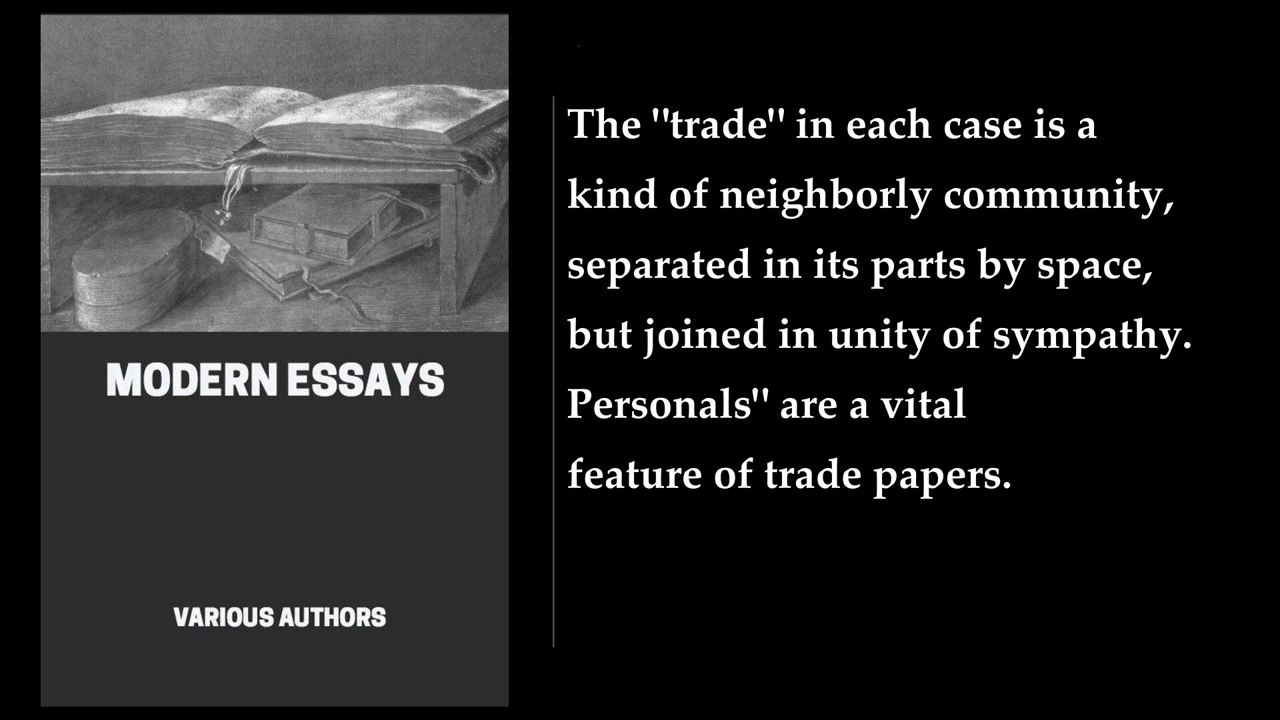 MODERN ESSAYS
VARIOUS AUTHORS
The "trade" in each case is a
kind of neighborly community,
separated in its parts by space,
but joined in unity of sympathy.
Personals" are a vital
feature of trade papers.